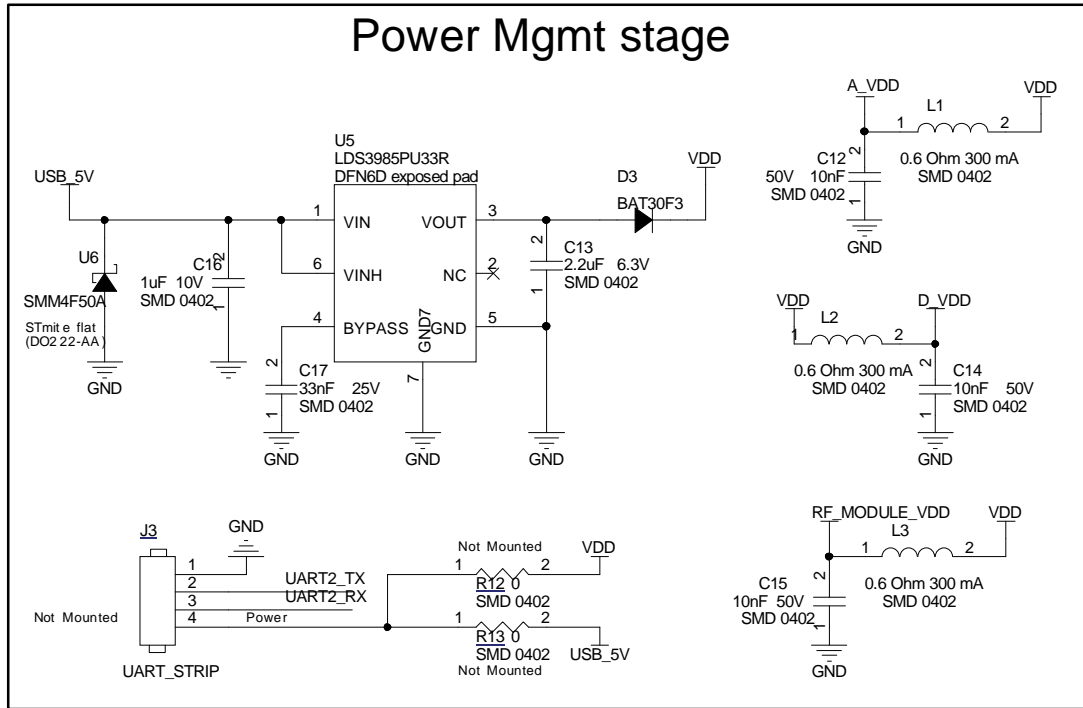 Power Mgmt stage
USB_5V
U6
SMM4F50A
STmite flat
(DO222-AA)
GND
C16
2
1uF 10V
SMD 0402
1
U5
LDS3985PU33R
DFN6D exposed pad
1
VIN
VOUT
3
6
VINH
NC
2
4
BYPASS
GND7
GND
5
7
GND
2
C17
33nF 25V
SMD 0402
1
GND
2
C13
2.2uF 6.3V
SMD 0402
1
GND
D3
BAT30F3
VDD
A_VDD
L1
VDD
1
2
0.6 Ohm 300 mA
SMD 0402
2
C12
50V 10nF
SMD 0402
1
GND
VDD
L2
D_VDD
1
2
0.6 Ohm 300 mA
SMD 0402
2
C14
10nF 50V
SMD 0402
1
GND
RF_MODULE_VDD
L3
VDD
1
2
0.6 Ohm 300 mA
SMD 0402
2
C15
10nF 50V
SMD 0402
1
GND
J3
GND
1
2
UART2_TX
3
UART2_RX
4
Power
Not Mounted
UART_STRIP
Not Mounted
VDD
1
2
R12 0
SMD 0402
1
2
R13 0
SMD 0402
USB_5V
Not Mounted